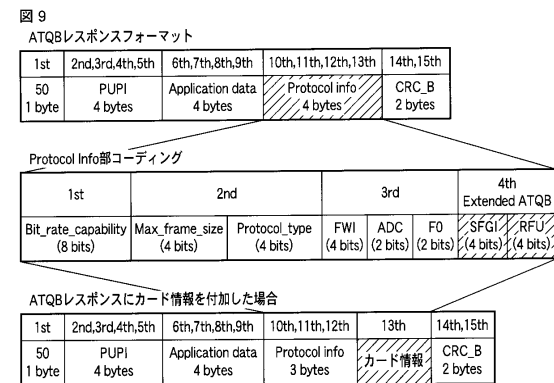 図 9
ATQBレスポンスフォーマット
1st 2nd,3rd,4th,5th 6th,7th,8th,9th 10th,11th,12th,13th 14th,15th
50 PUPI Application data Protocol info CRC_B
1 byte 4 bytes 4 bytes 4 bytes 2 bytes
Protocol Info部コーディング
1st 2nd 3rd 4th
Extended ATQB
Bit_rate_capability Max_frame_size Protocol_type FWI ADC F0 SFGI RFU
(8 bits) (4 bits) (4 bits) (4 bits) (2 bits) (2 bits) (4 bits) (4 bits)
ATQBレスポンスにカード情報を付加した場合
1st 2nd,3rd,4th,5th 6th,7th,8th,9th 10th,11th,12th 13th 14th,15th
50 PUPI Application data Protocol info カード情報 CRC_B
1 byte 4 bytes 4 bytes 3 bytes 2 bytes